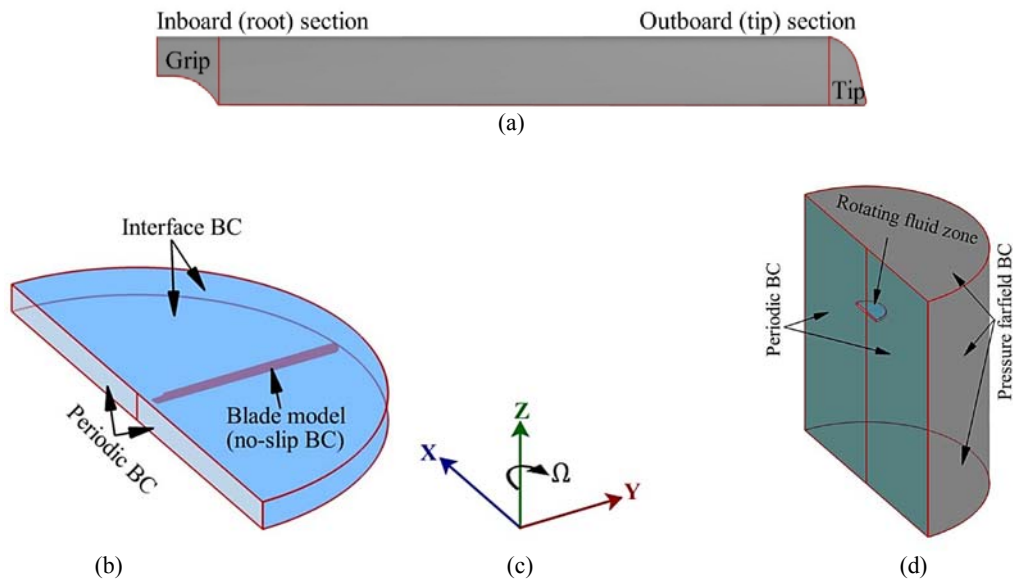 Inboard (root) section
Outboard (tip) section
Grip
Tip
(a)
Interface BC
Blade model
(no-slip BC)
Periodic BC
(b)
Z
X
Ω
Y
(c)
Rotating fluid zone
Periodic BC
Pressure farfield BC
(d)